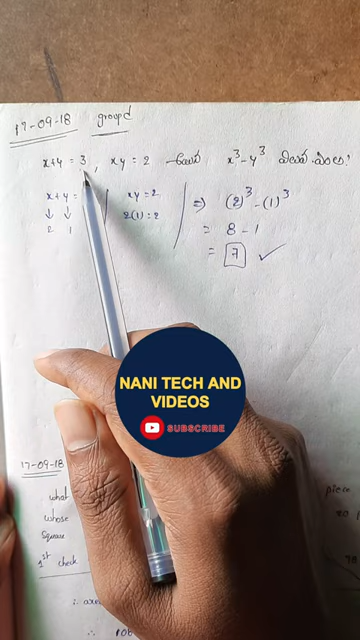 17-09-18 group d
x+y = 3, xy = 2 అయిన x³-y³ విలువ ఎంత?
x+y = xy = 2 ⇒ (2)³ - (1)³
↓ ↓
2 1 2(1) = 2 = 8 - 1
= 7 ✓
NANI TECH AND
VIDEOS
SUBSCRIBE
17-09-18
what
whose
Square
1st check